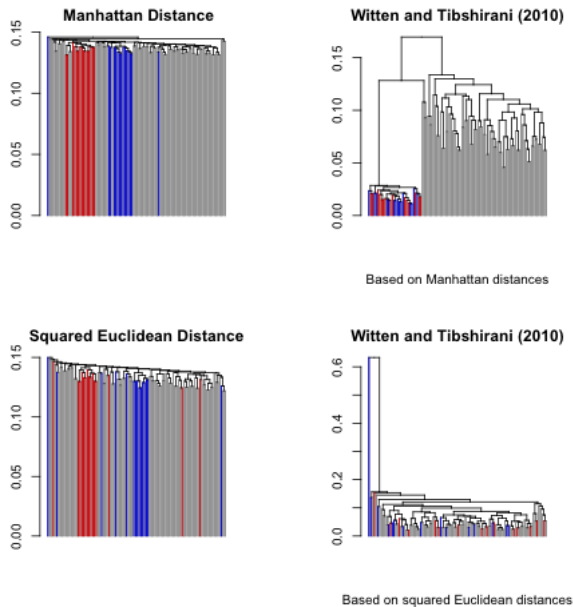 Manhattan Distance
0.00 0.05 0.10 0.15
Witten and Tibshirani (2010)
0.00 0.05 0.10 0.15
Based on Manhattan distances
Squared Euclidean Distance
0.00 0.05 0.10 0.15
Witten and Tibshirani (2010)
0.0 0.2 0.4 0.6
Based on squared Euclidean distances